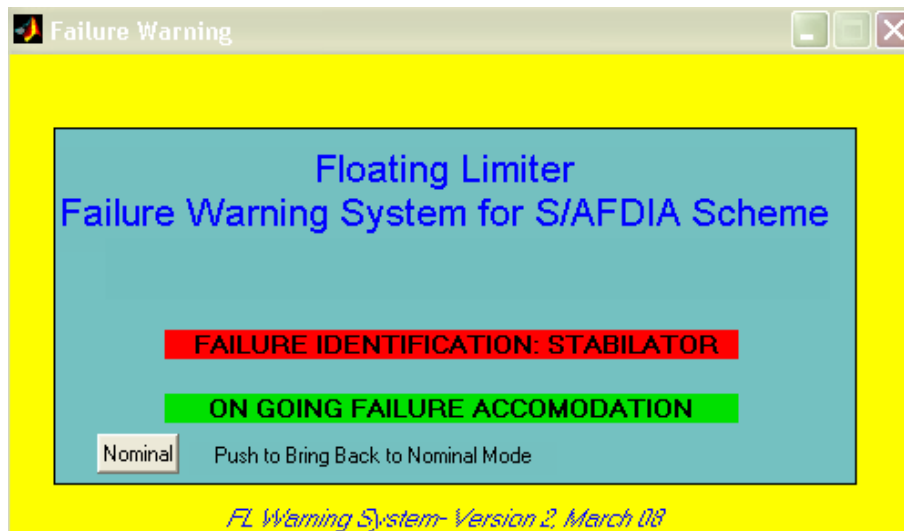 Failure Warning
Floating Limiter
Failure Warning System for S/AFDIA Scheme
FAILURE IDENTIFICATION: STABILATOR
ON GOING FAILURE ACCOMODATION
Nominal
Push to Bring Back to Nominal Mode
FL Warning System- Version 2, March 08